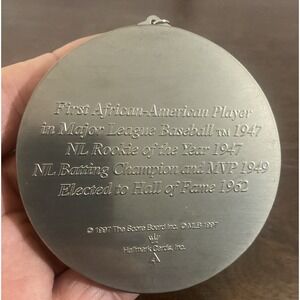 First African-American Player
in Major League Baseball TM 1947
NL Rookie of the Year 1947
NL Batting Champion and MVP 1949
Elected to Hall of Fame 1962
© 1997 The Score Board Inc. © MLB 1997
Hallmark Cards, Inc.